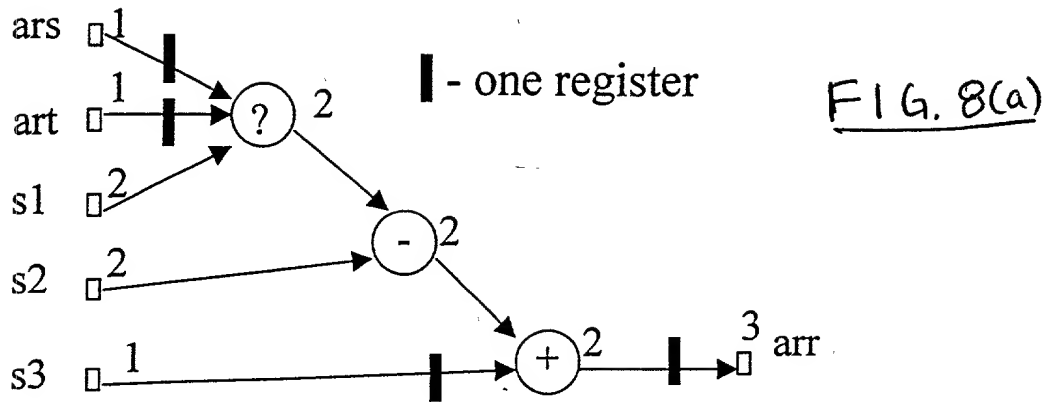 ars 1
- one register
FIG. 8(a)
art 1
? 2
s1 2
- 2
s2 2
3 arr
s3 1
+ 2